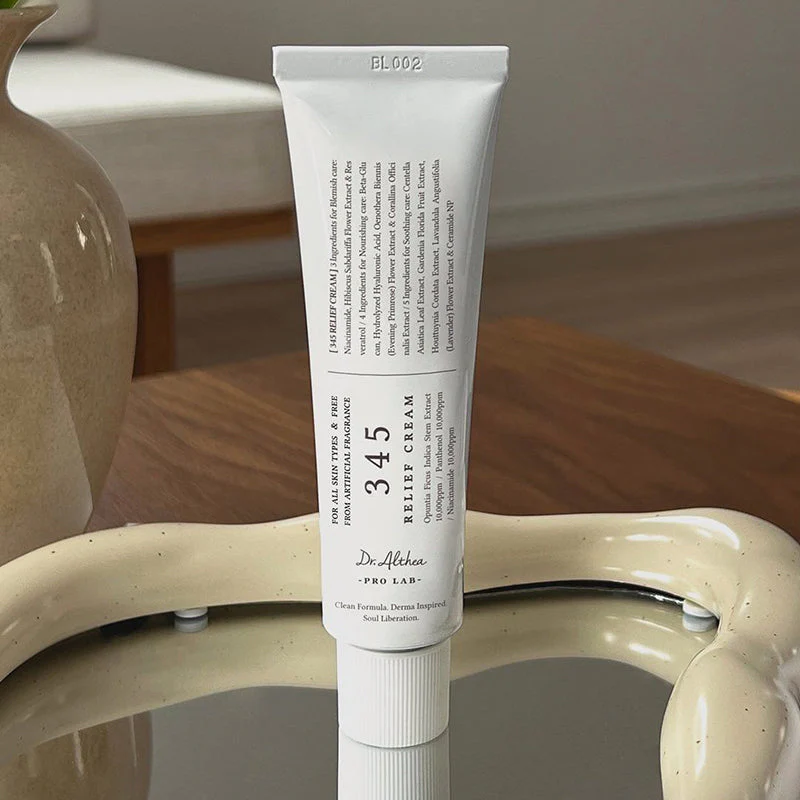 BL002
[ 345 RELIEF CREAM ] 3 Ingredients for Blemish care:
Niacinamide, Hibiscus Sabdariffa Flower Extract & Res
veratrol / 4 Ingredients for Nourishing care: Beta-Glu
can, Hydrolyzed Hyaluronic Acid, Oenothera Biennis
(Evening Primrose) Flower Extract & Corallina Offici
nalis Extract / 5 Ingredients for Soothing care: Centella
Asiatica Leaf Extract, Gardenia Florida Fruit Extract,
Houttuynia Cordata Extract, Lavandula Angustifolia
(Lavender) Flower Extract & Ceramide NP
FOR ALL SKIN TYPES & FREE
FROM ARTIFICIAL FRAGRANCE
345
RELIEF CREAM
Opuntia Ficus Indica Stem Extract
10,000ppm / Panthenol 10,000ppm
/ Niacinamide 10,000ppm
Dr. Althea
-PRO LAB-
Clean Formula. Derma Inspired.
Soul Liberation.